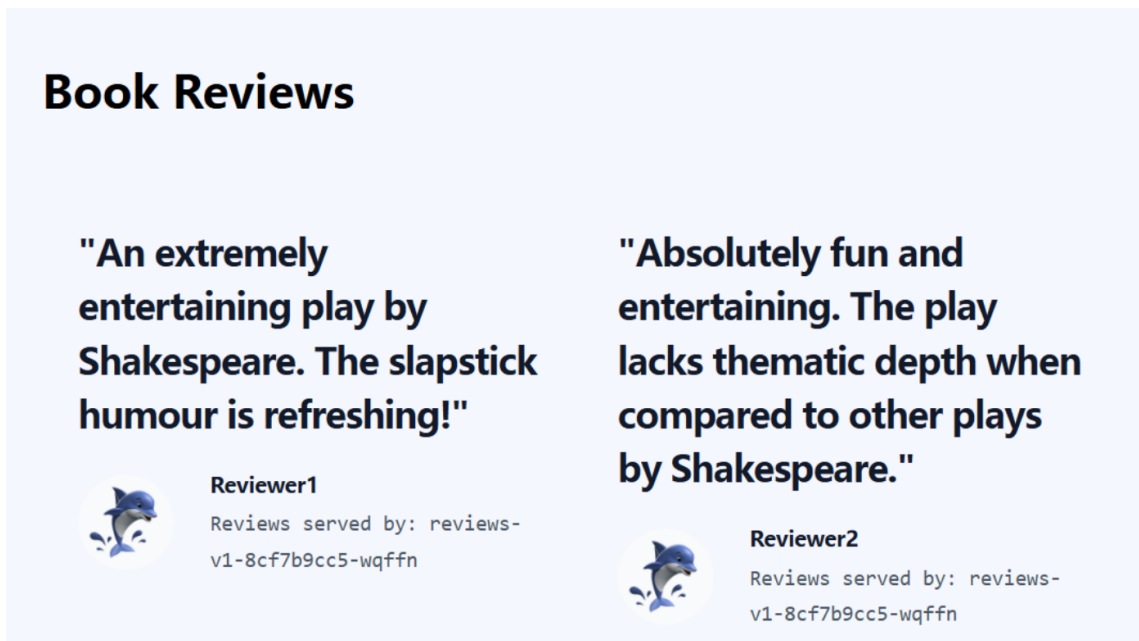 Book Reviews
"An extremely
entertaining play by
Shakespeare. The slapstick
humour is refreshing!"
Reviewer1
Reviews served by: reviews-
v1-8cf7b9cc5-wqffn
"Absolutely fun and
entertaining. The play
lacks thematic depth when
compared to other plays
by Shakespeare."
Reviewer2
Reviews served by: reviews-
v1-8cf7b9cc5-wqffn